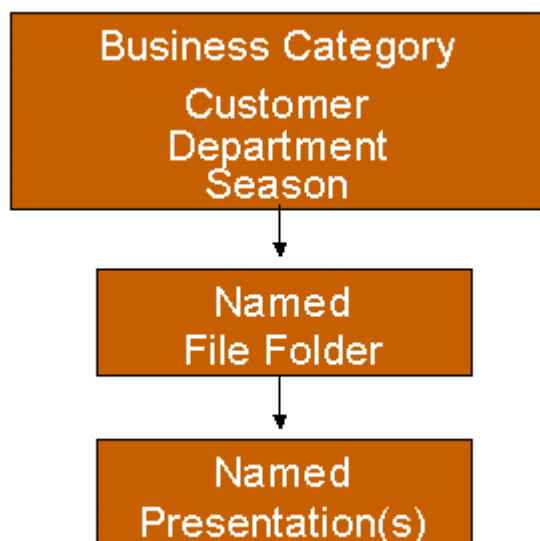 Business Category
Customer
Department
Season
Named
File Folder
Named
Presentation(s)